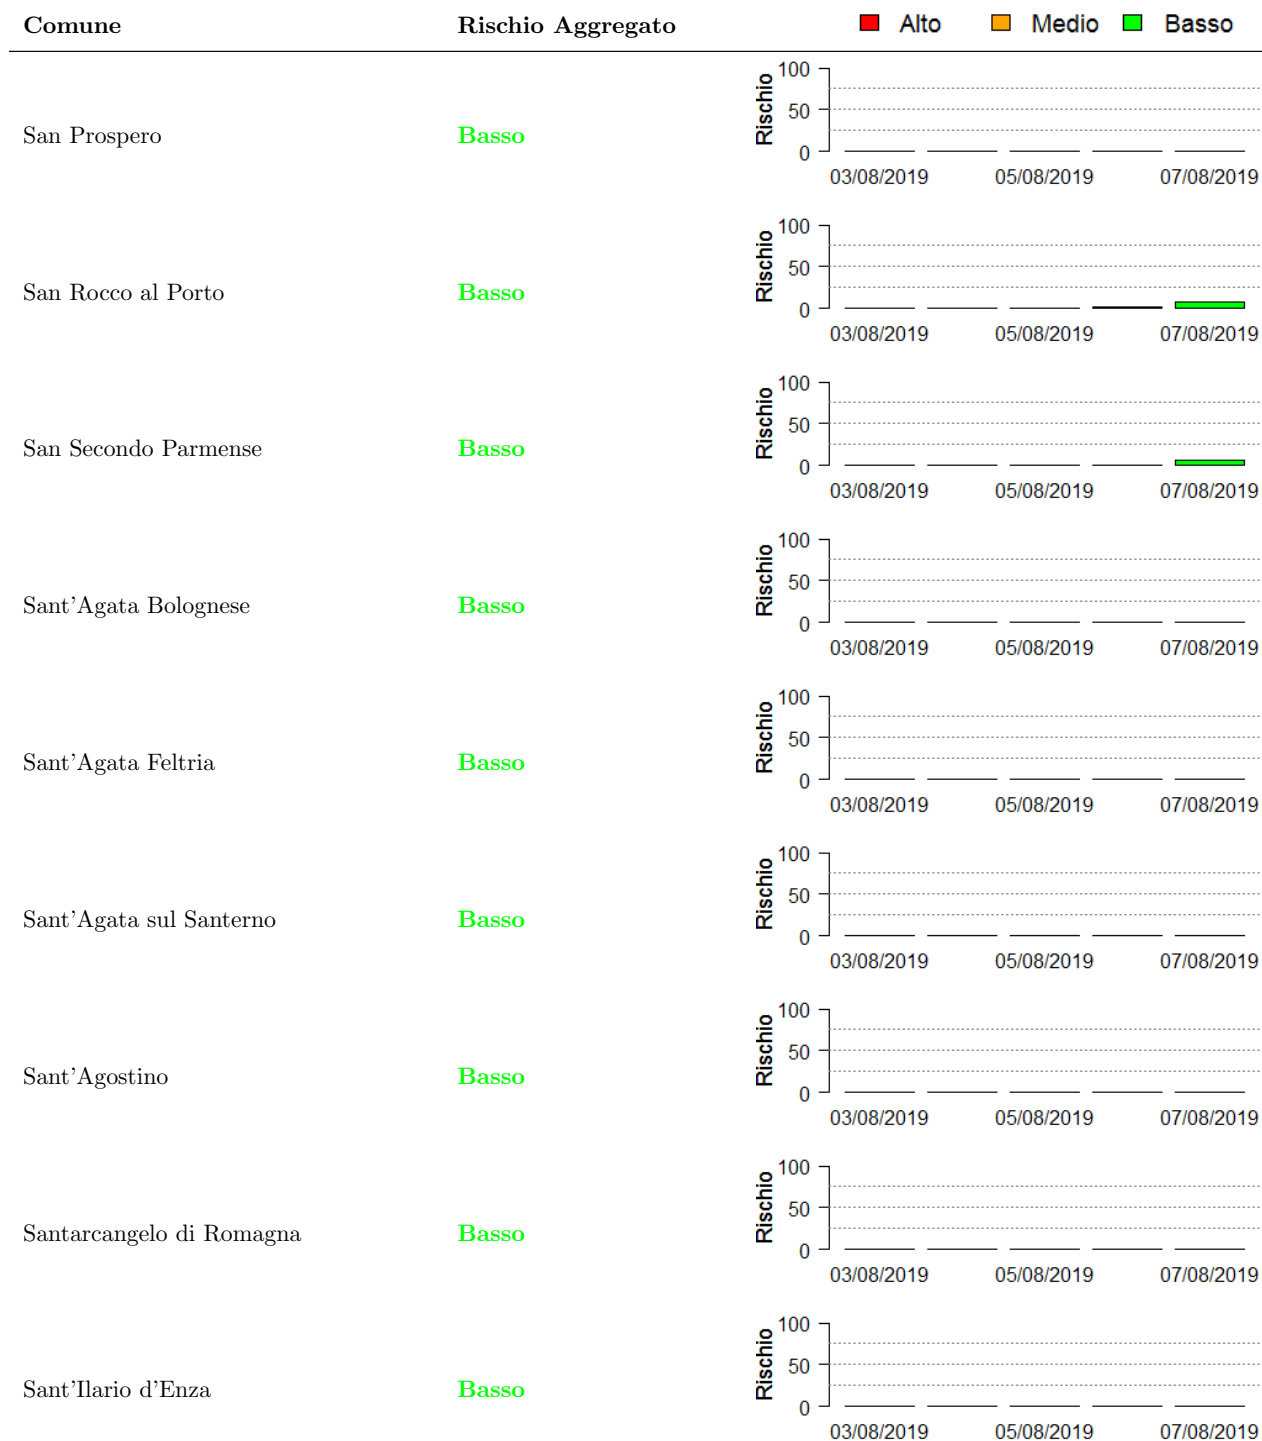 Comune Rischio Aggregato Alto Medio Basso
San Prospero Basso
Rischio
100
50
0
03/08/2019 05/08/2019 07/08/2019
San Rocco al Porto Basso
Rischio
100
50
0
03/08/2019 05/08/2019 07/08/2019
San Secondo Parmense Basso
Rischio
100
50
0
03/08/2019 05/08/2019 07/08/2019
Sant'Agata Bolognese Basso
Rischio
100
50
0
03/08/2019 05/08/2019 07/08/2019
Sant'Agata Feltria Basso
Rischio
100
50
0
03/08/2019 05/08/2019 07/08/2019
Sant'Agata sul Santerno Basso
Rischio
100
50
0
03/08/2019 05/08/2019 07/08/2019
Sant'Agostino Basso
Rischio
100
50
0
03/08/2019 05/08/2019 07/08/2019
Santarcangelo di Romagna Basso
Rischio
100
50
0
03/08/2019 05/08/2019 07/08/2019
Sant'Ilario d'Enza Basso
Rischio
100
50
0
03/08/2019 05/08/2019 07/08/2019